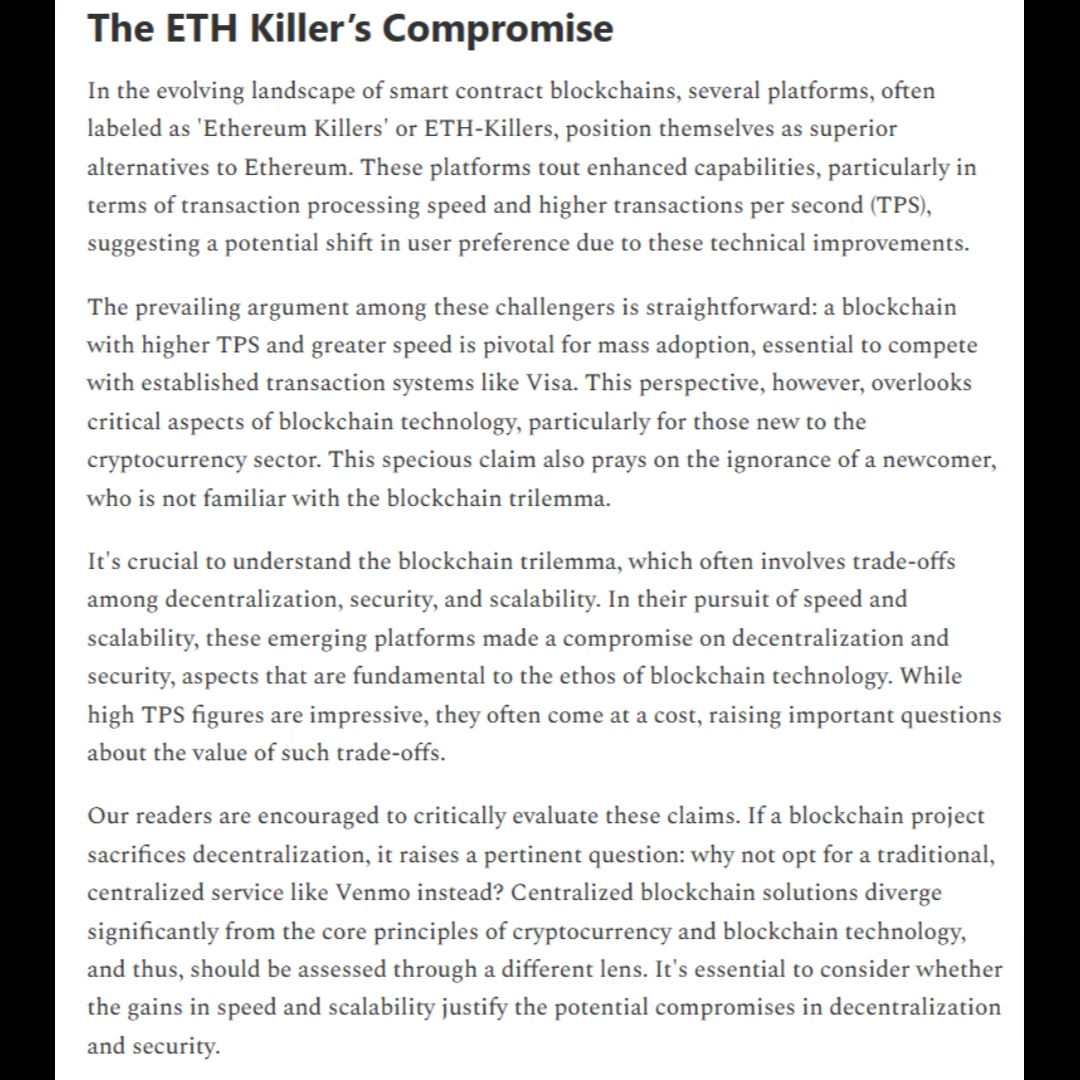 The ETH Killer’s Compromise
In the evolving landscape of smart contract blockchains, several platforms, often
labeled as 'Ethereum Killers' or ETH-Killers, position themselves as superior
alternatives to Ethereum. These platforms tout enhanced capabilities, particularly in
terms of transaction processing speed and higher transactions per second (TPS),
suggesting a potential shift in user preference due to these technical improvements.
The prevailing argument among these challengers is straightforward: a blockchain
with higher TPS and greater speed is pivotal for mass adoption, essential to compete
with established transaction systems like Visa. This perspective, however, overlooks
critical aspects of blockchain technology, particularly for those new to the
cryptocurrency sector. This specious claim also prays on the ignorance of a newcomer,
who is not familiar with the blockchain trilemma.
It's crucial to understand the blockchain trilemma, which often involves trade-offs
among decentralization, security, and scalability. In their pursuit of speed and
scalability, these emerging platforms made a compromise on decentralization and
security, aspects that are fundamental to the ethos of blockchain technology. While
high TPS figures are impressive, they often come at a cost, raising important questions
about the value of such trade-offs.
Our readers are encouraged to critically evaluate these claims. If a blockchain project
sacrifices decentralization, it raises a pertinent question: why not opt for a traditional,
centralized service like Venmo instead? Centralized blockchain solutions diverge
significantly from the core principles of cryptocurrency and blockchain technology,
and thus, should be assessed through a different lens. It's essential to consider whether
the gains in speed and scalability justify the potential compromises in decentralization
and security.